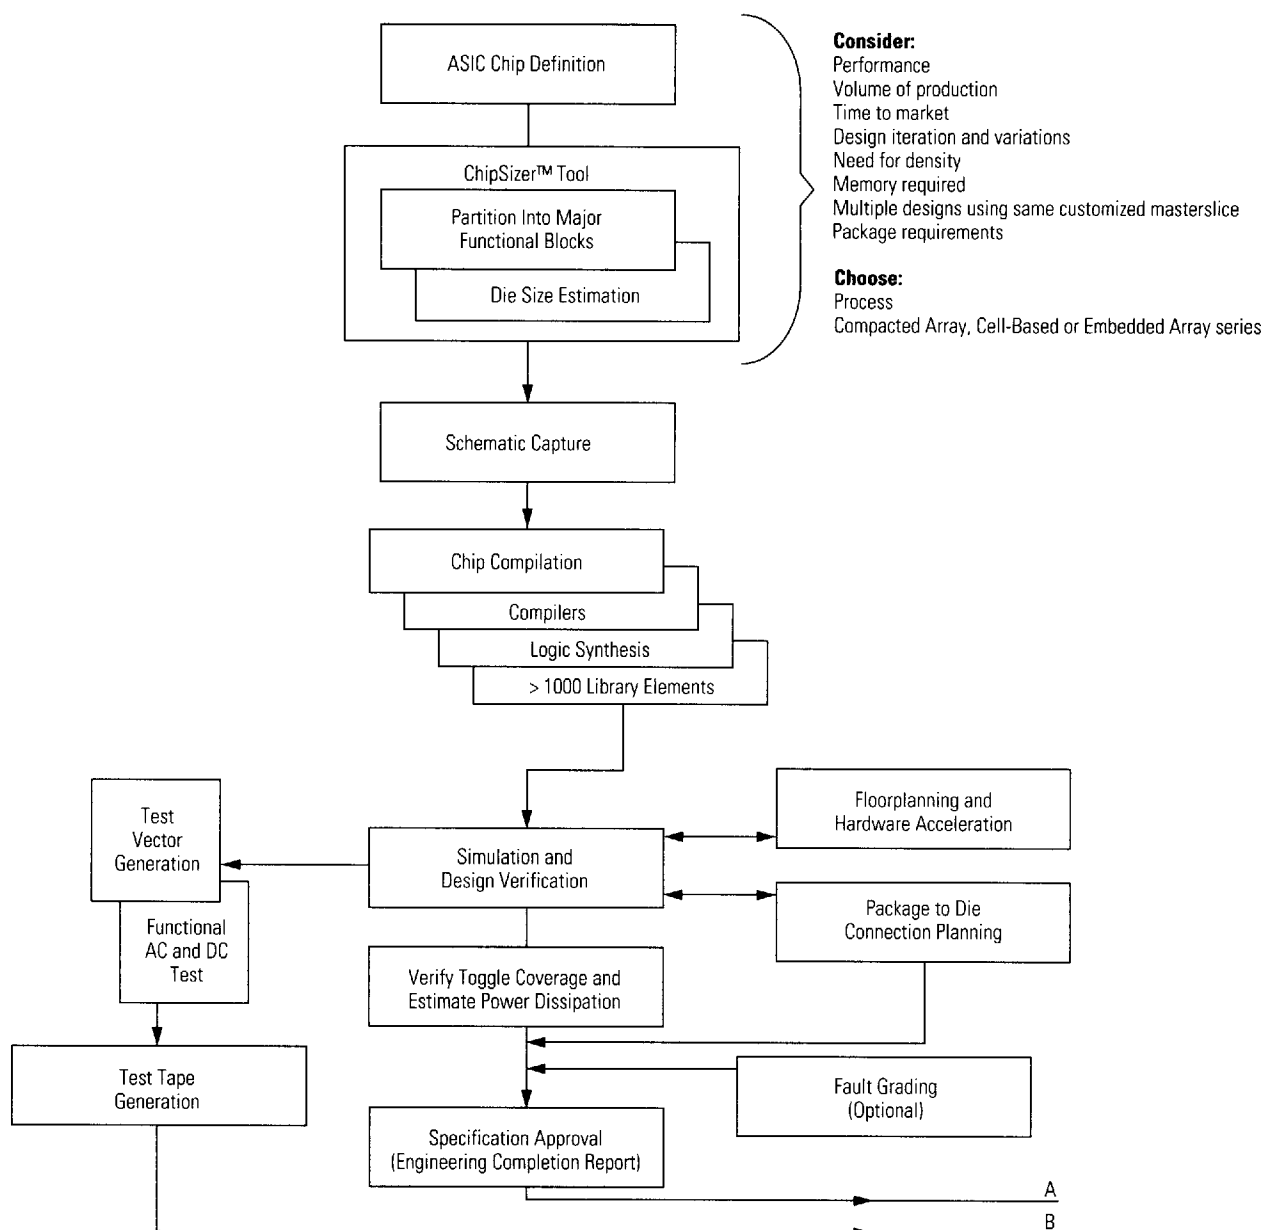 ASIC Chip Definition
Consider:
Performance
Volume of production
Time to market
Design iteration and variations
Need for density
Memory required
Multiple designs using same customized masterslice
Package requirements
Choose:
Process
Compacted Array, Cell-Based or Embedded Array series
ChipSizer™ Tool
Partition Into Major
Functional Blocks
Die Size Estimation
Schematic Capture
Chip Compilation
Compilers
Logic Synthesis
> 1000 Library Elements
Test
Vector
Generation
Functional
AC and DC
Test
Simulation and
Design Verification
Floorplanning and
Hardware Acceleration
Package to Die
Connection Planning
Verify Toggle Coverage and
Estimate Power Dissipation
Test Tape
Generation
Fault Grading
(Optional)
Specification Approval
(Engineering Completion Report)
A
B